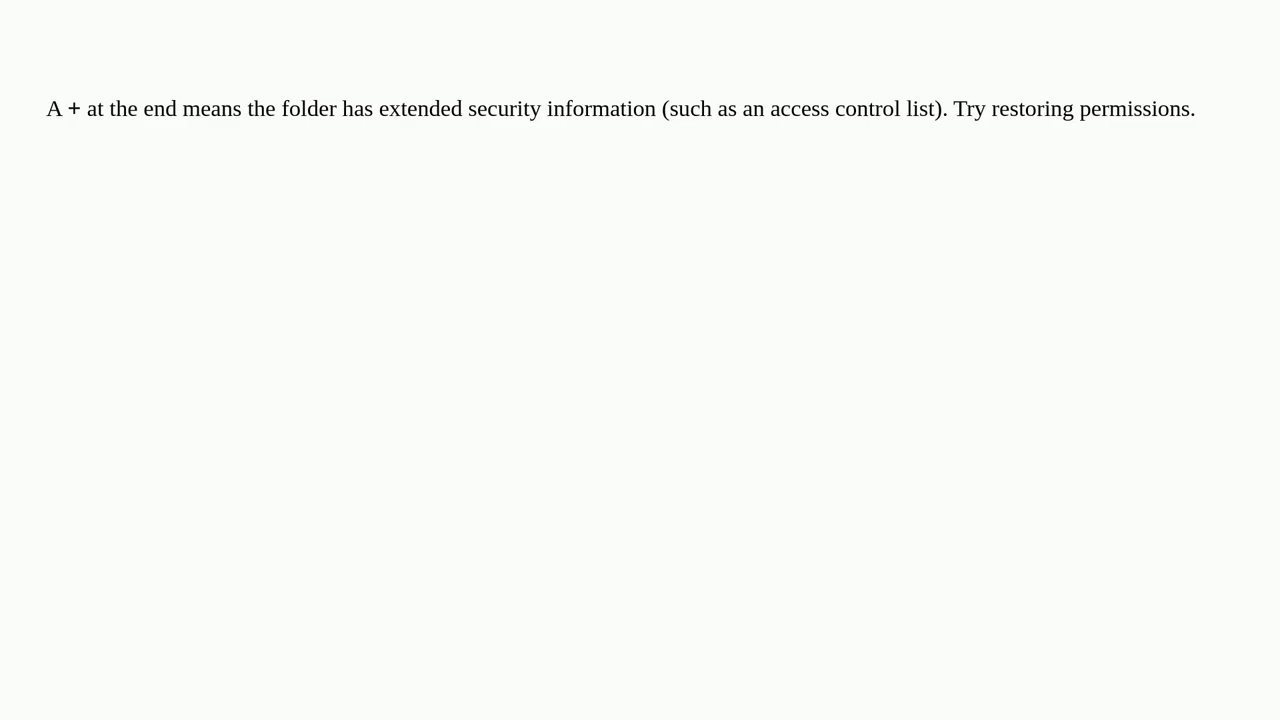 A + at the end means the folder has extended security information (such as an access control list). Try restoring permissions.